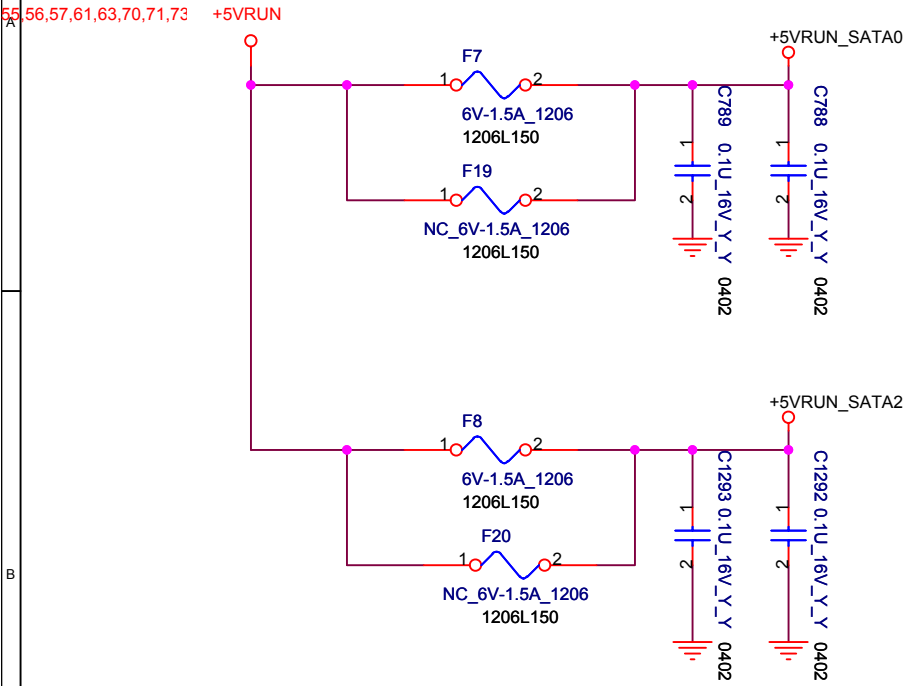 55,56,57,61,63,70,71,73 +5VRUN
A
+5VRUN_SATA0
F7
1 2
6V-1.5A_1206
1206L150
F19
1 2
NC_6V-1.5A_1206
1206L150
C789 0.1U_16V_Y_Y 0402
1
2
C788 0.1U_16V_Y_Y 0402
1
2
+5VRUN_SATA2
F8
1 2
6V-1.5A_1206
1206L150
F20
1 2
NC_6V-1.5A_1206
1206L150
C1293 0.1U_16V_Y_Y 0402
1
2
C1292 0.1U_16V_Y_Y 0402
1
2
B